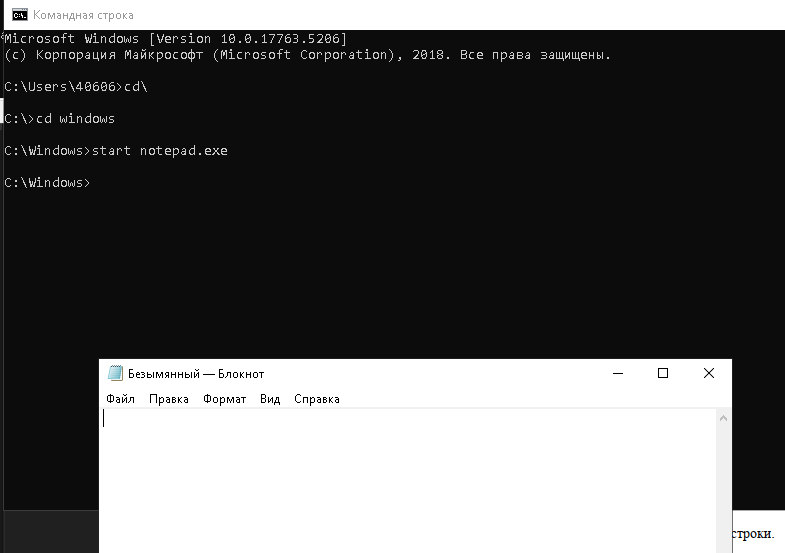 Командная строка
Microsoft Windows [Version 10.0.17763.5206]
(c) Корпорация Майкрософт (Microsoft Corporation), 2018. Все права защищены.
C:\Users\40606>cd\
C:\>cd windows
C:\Windows>start notepad.exe
C:\Windows>
Безымянный — Блокнот
Файл Правка Формат Вид Справка
строки.